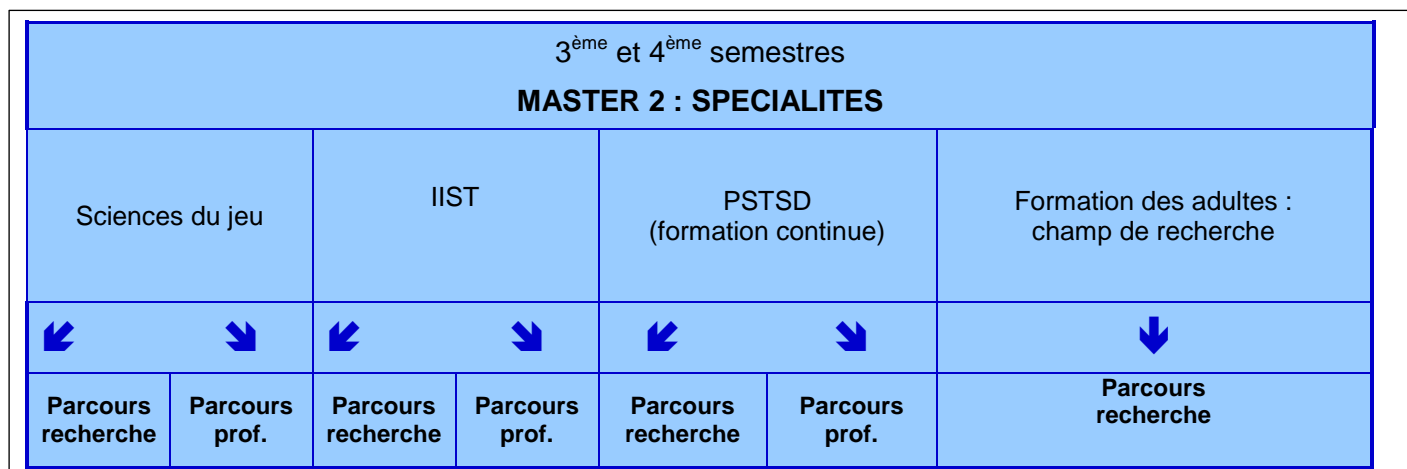 3ème et 4ème semestres
MASTER 2 : SPECIALITES
Sciences du jeu
IIST
PSTSD
(formation continue)
Formation des adultes :
champ de recherche
Parcours
recherche
Parcours
prof.
Parcours
recherche
Parcours
prof.
Parcours
recherche
Parcours
prof.
Parcours
recherche